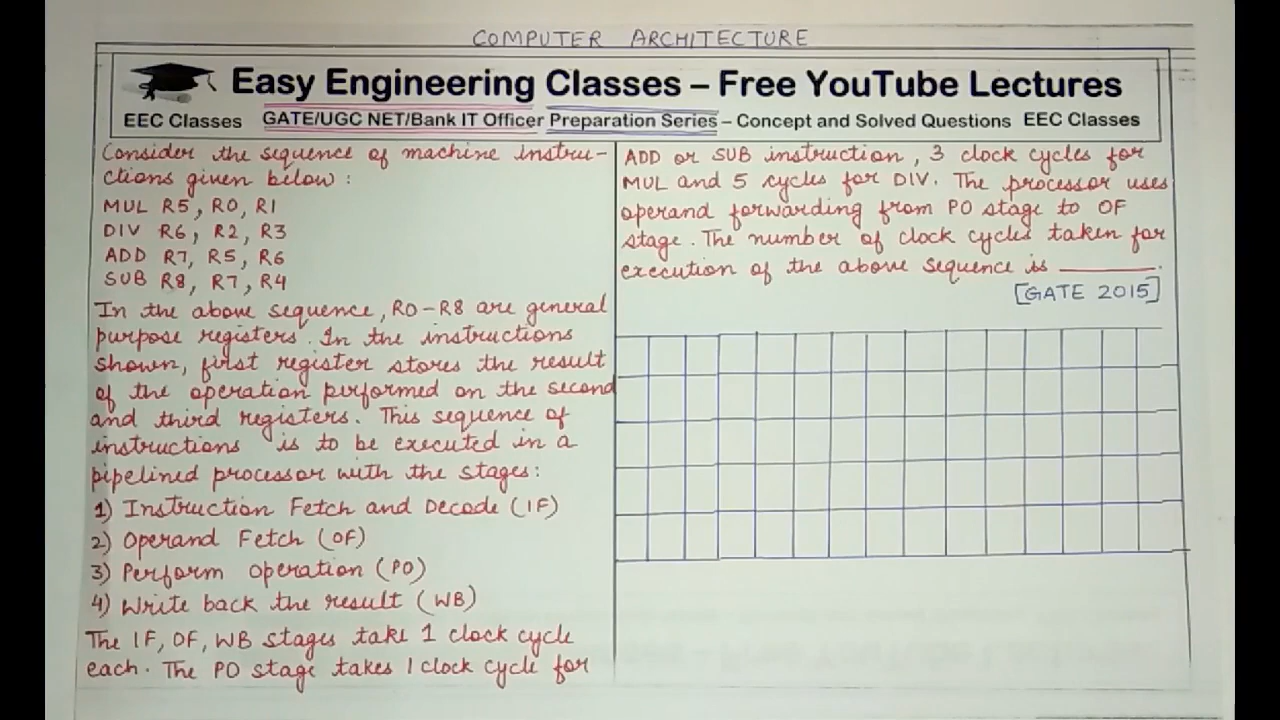 COMPUTER ARCHITECTURE
Easy Engineering Classes – Free YouTube Lectures
EEC Classes GATE/UGC NET/Bank IT Officer Preparation Series – Concept and Solved Questions EEC Classes
Consider the sequence of machine instru-
ctions given below:
MUL R5, R0, R1
DIV R6, R2, R3
ADD R7, R5, R6
SUB R8, R7, R4
In the above sequence, R0-R8 are general
purpose registers. In the instructions
shown, first register stores the result
of the operation performed on the second
and third registers. This sequence of
instructions is to be executed in a
pipelined processor with the stages:
1) Instruction Fetch and Decode (IF)
2) Operand Fetch (OF)
3) Perform Operation (PO)
4) Write back the result (WB)
The IF, OF, WB stages take 1 clock cycle
each. The PO stage takes 1 clock cycle for
ADD or SUB instruction, 3 clock cycles for
MUL and 5 cycles for DIV. The processor uses
operand forwarding from PO stage to OF
stage. The number of clock cycles taken for
execution of the above sequence is ________.
[GATE 2015]